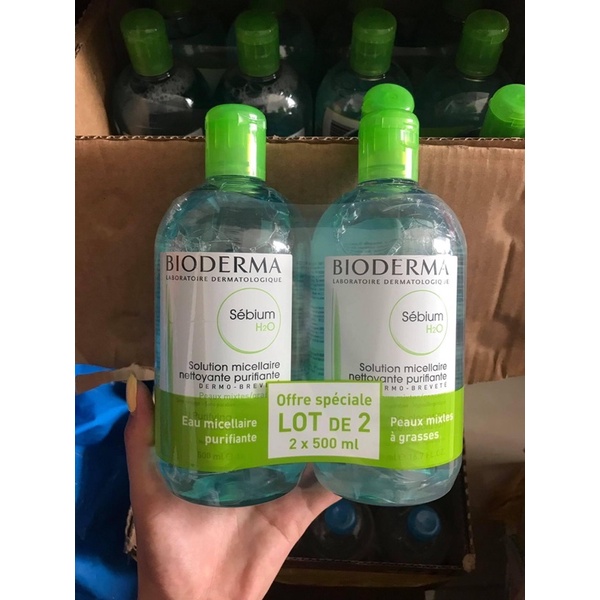 BIODERMA
LABORATOIRE DERMATOLOGIQUE
Sébium
H2O
Solution micellaire
nettoyante purifiante
DERMO-BREVETÉ
Eau micellaire
purifiante
BIODERMA
LABORATOIRE DERMATOLOGIQUE
Sébium
H2O
Solution micellaire
nettoyante purifiante
DERMO-BREVETÉ
Offre spéciale
LOT DE 2
2 x 500 ml
Peaux mixtes
à grasses